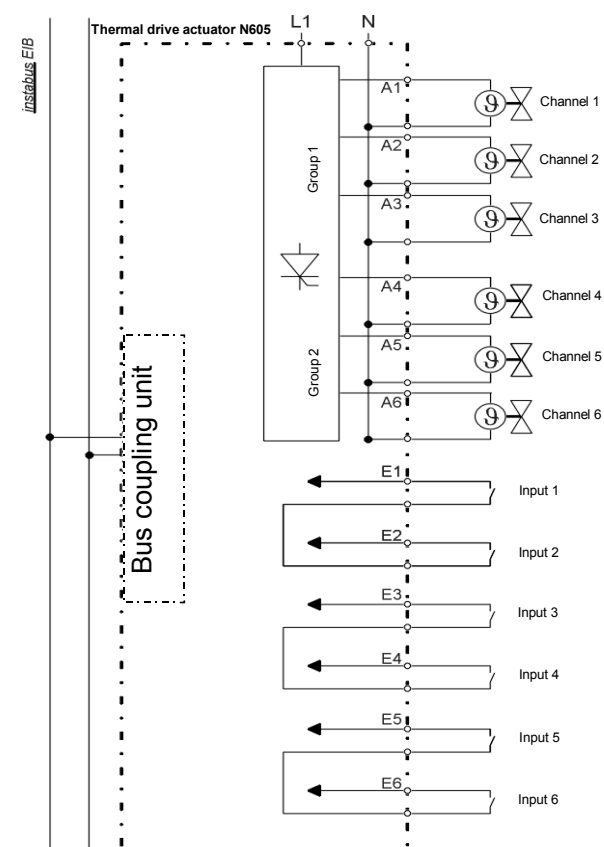 L1 N
Thermal drive actuator N605
instabus EIB
A1
Channel 1
A2
Channel 2
Group 1
A3
Channel 3
A4
Channel 4
A5
Channel 5
Group 2
A6
Channel 6
Bus coupling unit
E1
Input 1
E2
Input 2
E3
Input 3
E4
Input 4
E5
Input 5
E6
Input 6
ϑ
ϑ
ϑ
ϑ
ϑ
ϑ